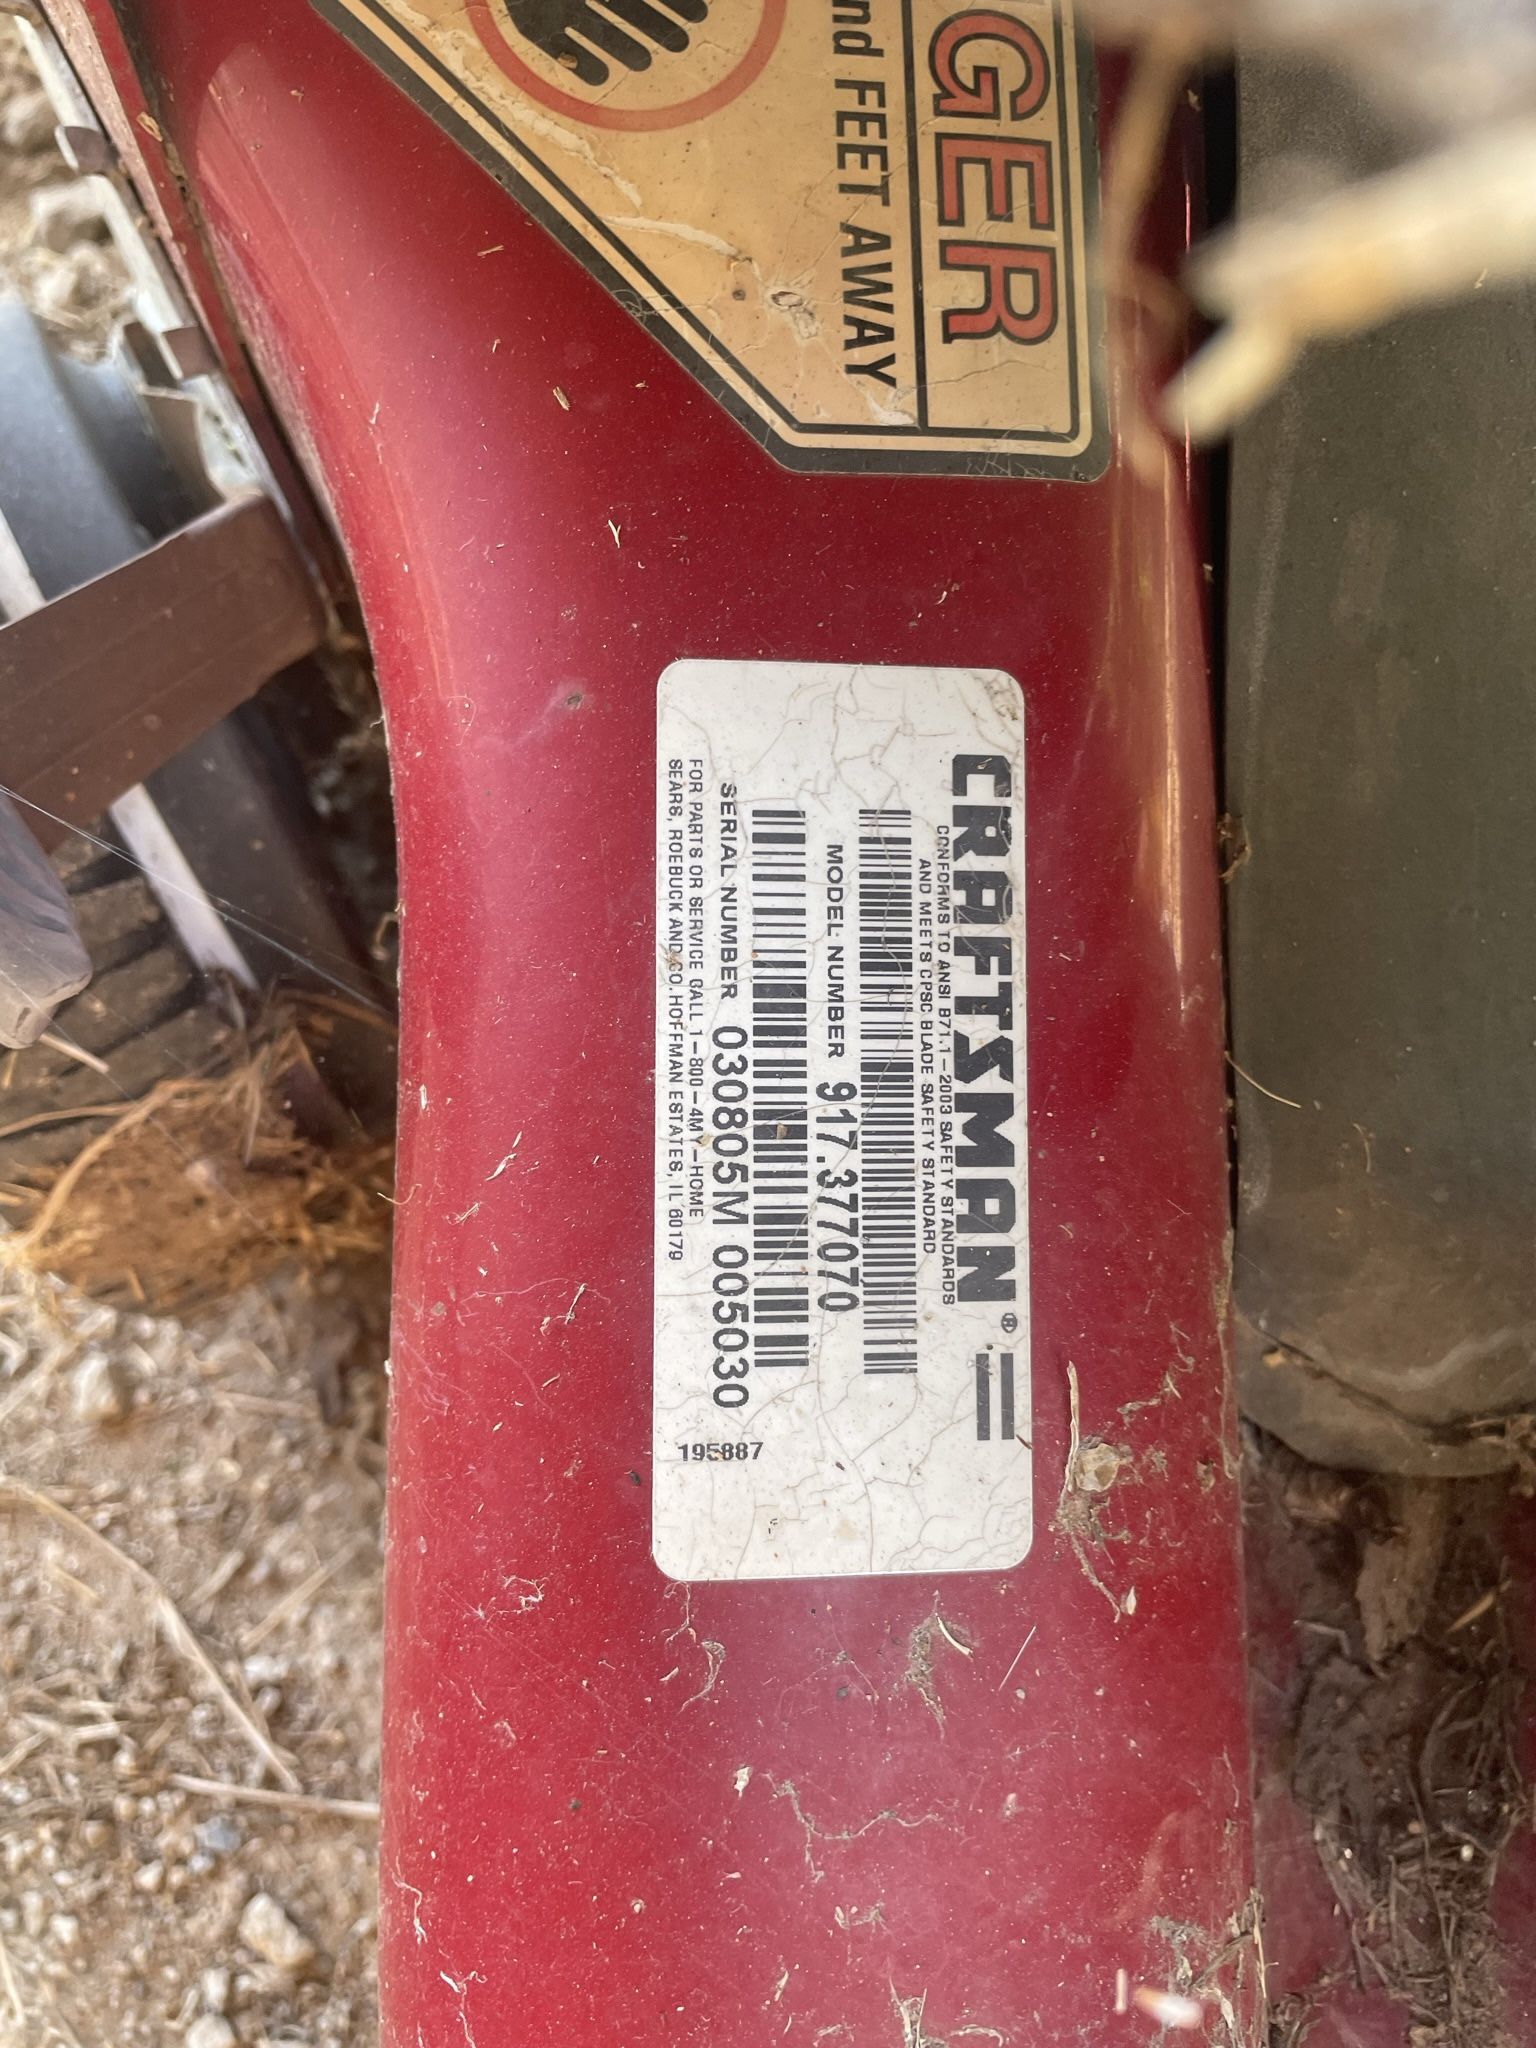 GER
nd FEET AWAY
CRAFTSMAN®
CONFORMS TO ANSI B71.1-2003 SAFETY STANDARDS
AND MEETS CPSC BLADE SAFETY STANDARD
MODEL NUMBER 917.377070
SERIAL NUMBER 030805M 005030
FOR PARTS OR SERVICE CALL 1-800-4MY-HOME
SEARS, ROEBUCK AND CO. HOFFMAN ESTATES, IL 60179
195887